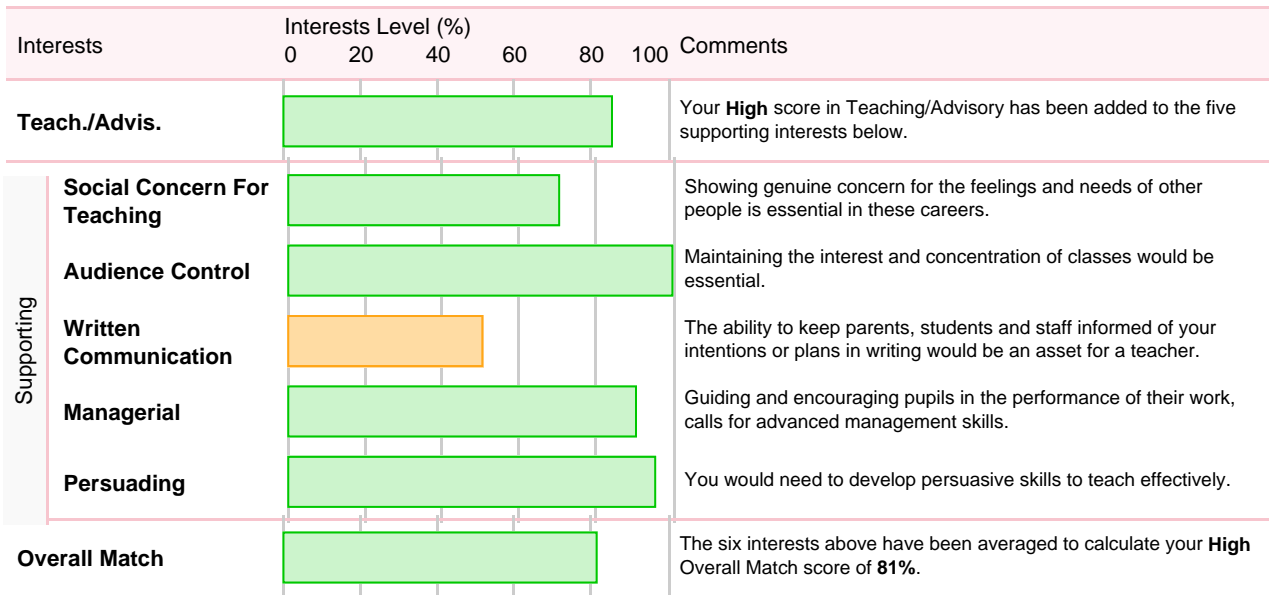 Interests
Interests Level (%)
0 20 40 60 80 100
Comments
Teach./Advis.
Your High score in Teaching/Advisory has been added to the five
supporting interests below.
Supporting
Social Concern For
Teaching
Showing genuine concern for the feelings and needs of other
people is essential in these careers.
Audience Control
Maintaining the interest and concentration of classes would be
essential.
Written
Communication
The ability to keep parents, students and staff informed of your
intentions or plans in writing would be an asset for a teacher.
Managerial
Guiding and encouraging pupils in the performance of their work,
calls for advanced management skills.
Persuading
You would need to develop persuasive skills to teach effectively.
Overall Match
The six interests above have been averaged to calculate your High
Overall Match score of 81%.